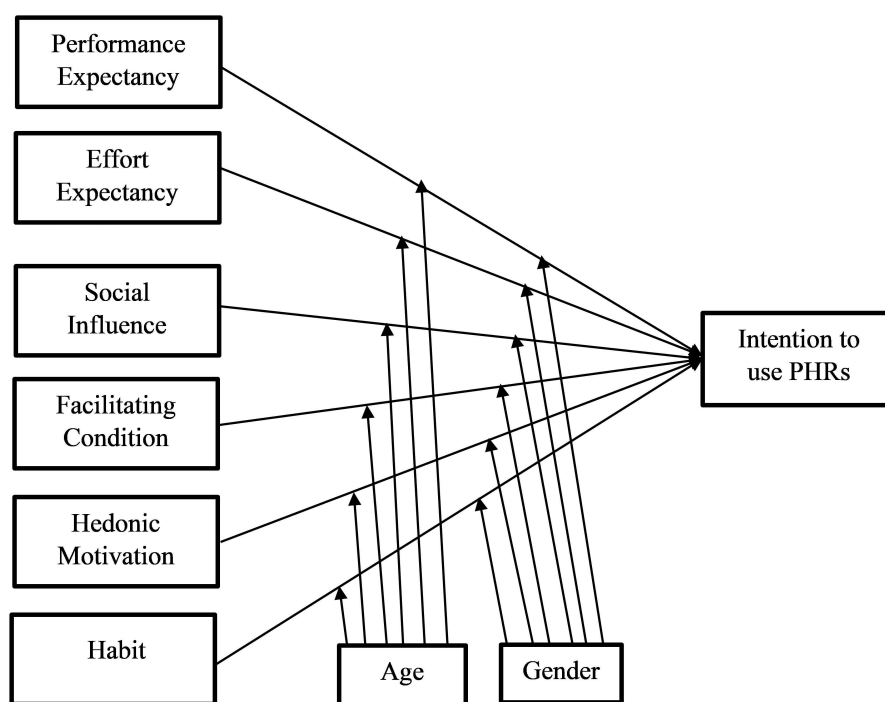 Performance
Expectancy
Effort
Expectancy
Social
Influence
Facilitating
Condition
Hedonic
Motivation
Habit
Age
Gender
Intention to
use PHRs